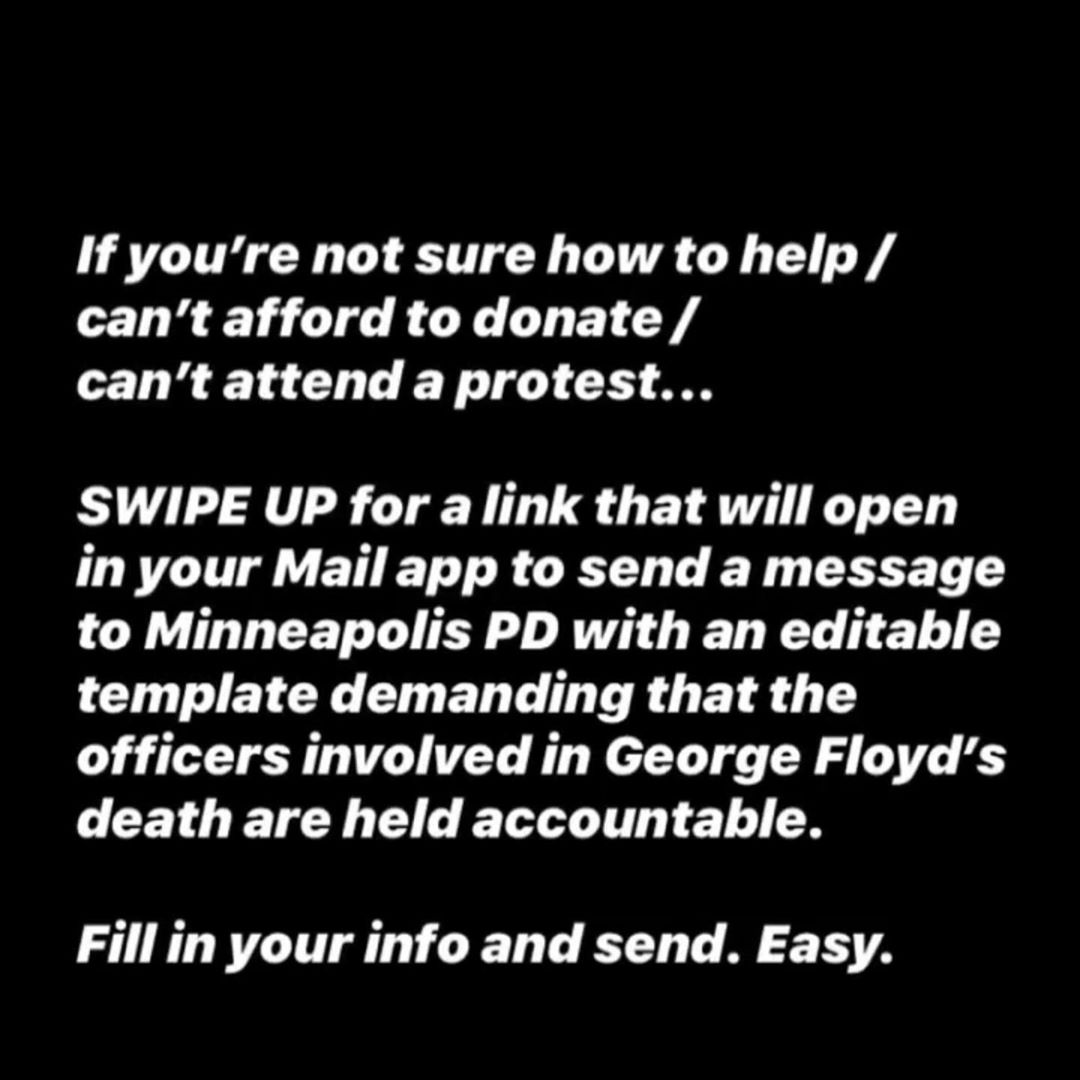 If you’re not sure how to help /
can’t afford to donate /
can’t attend a protest...
SWIPE UP for a link that will open
in your Mail app to send a message
to Minneapolis PD with an editable
template demanding that the
officers involved in George Floyd’s
death are held accountable.
Fill in your info and send. Easy.